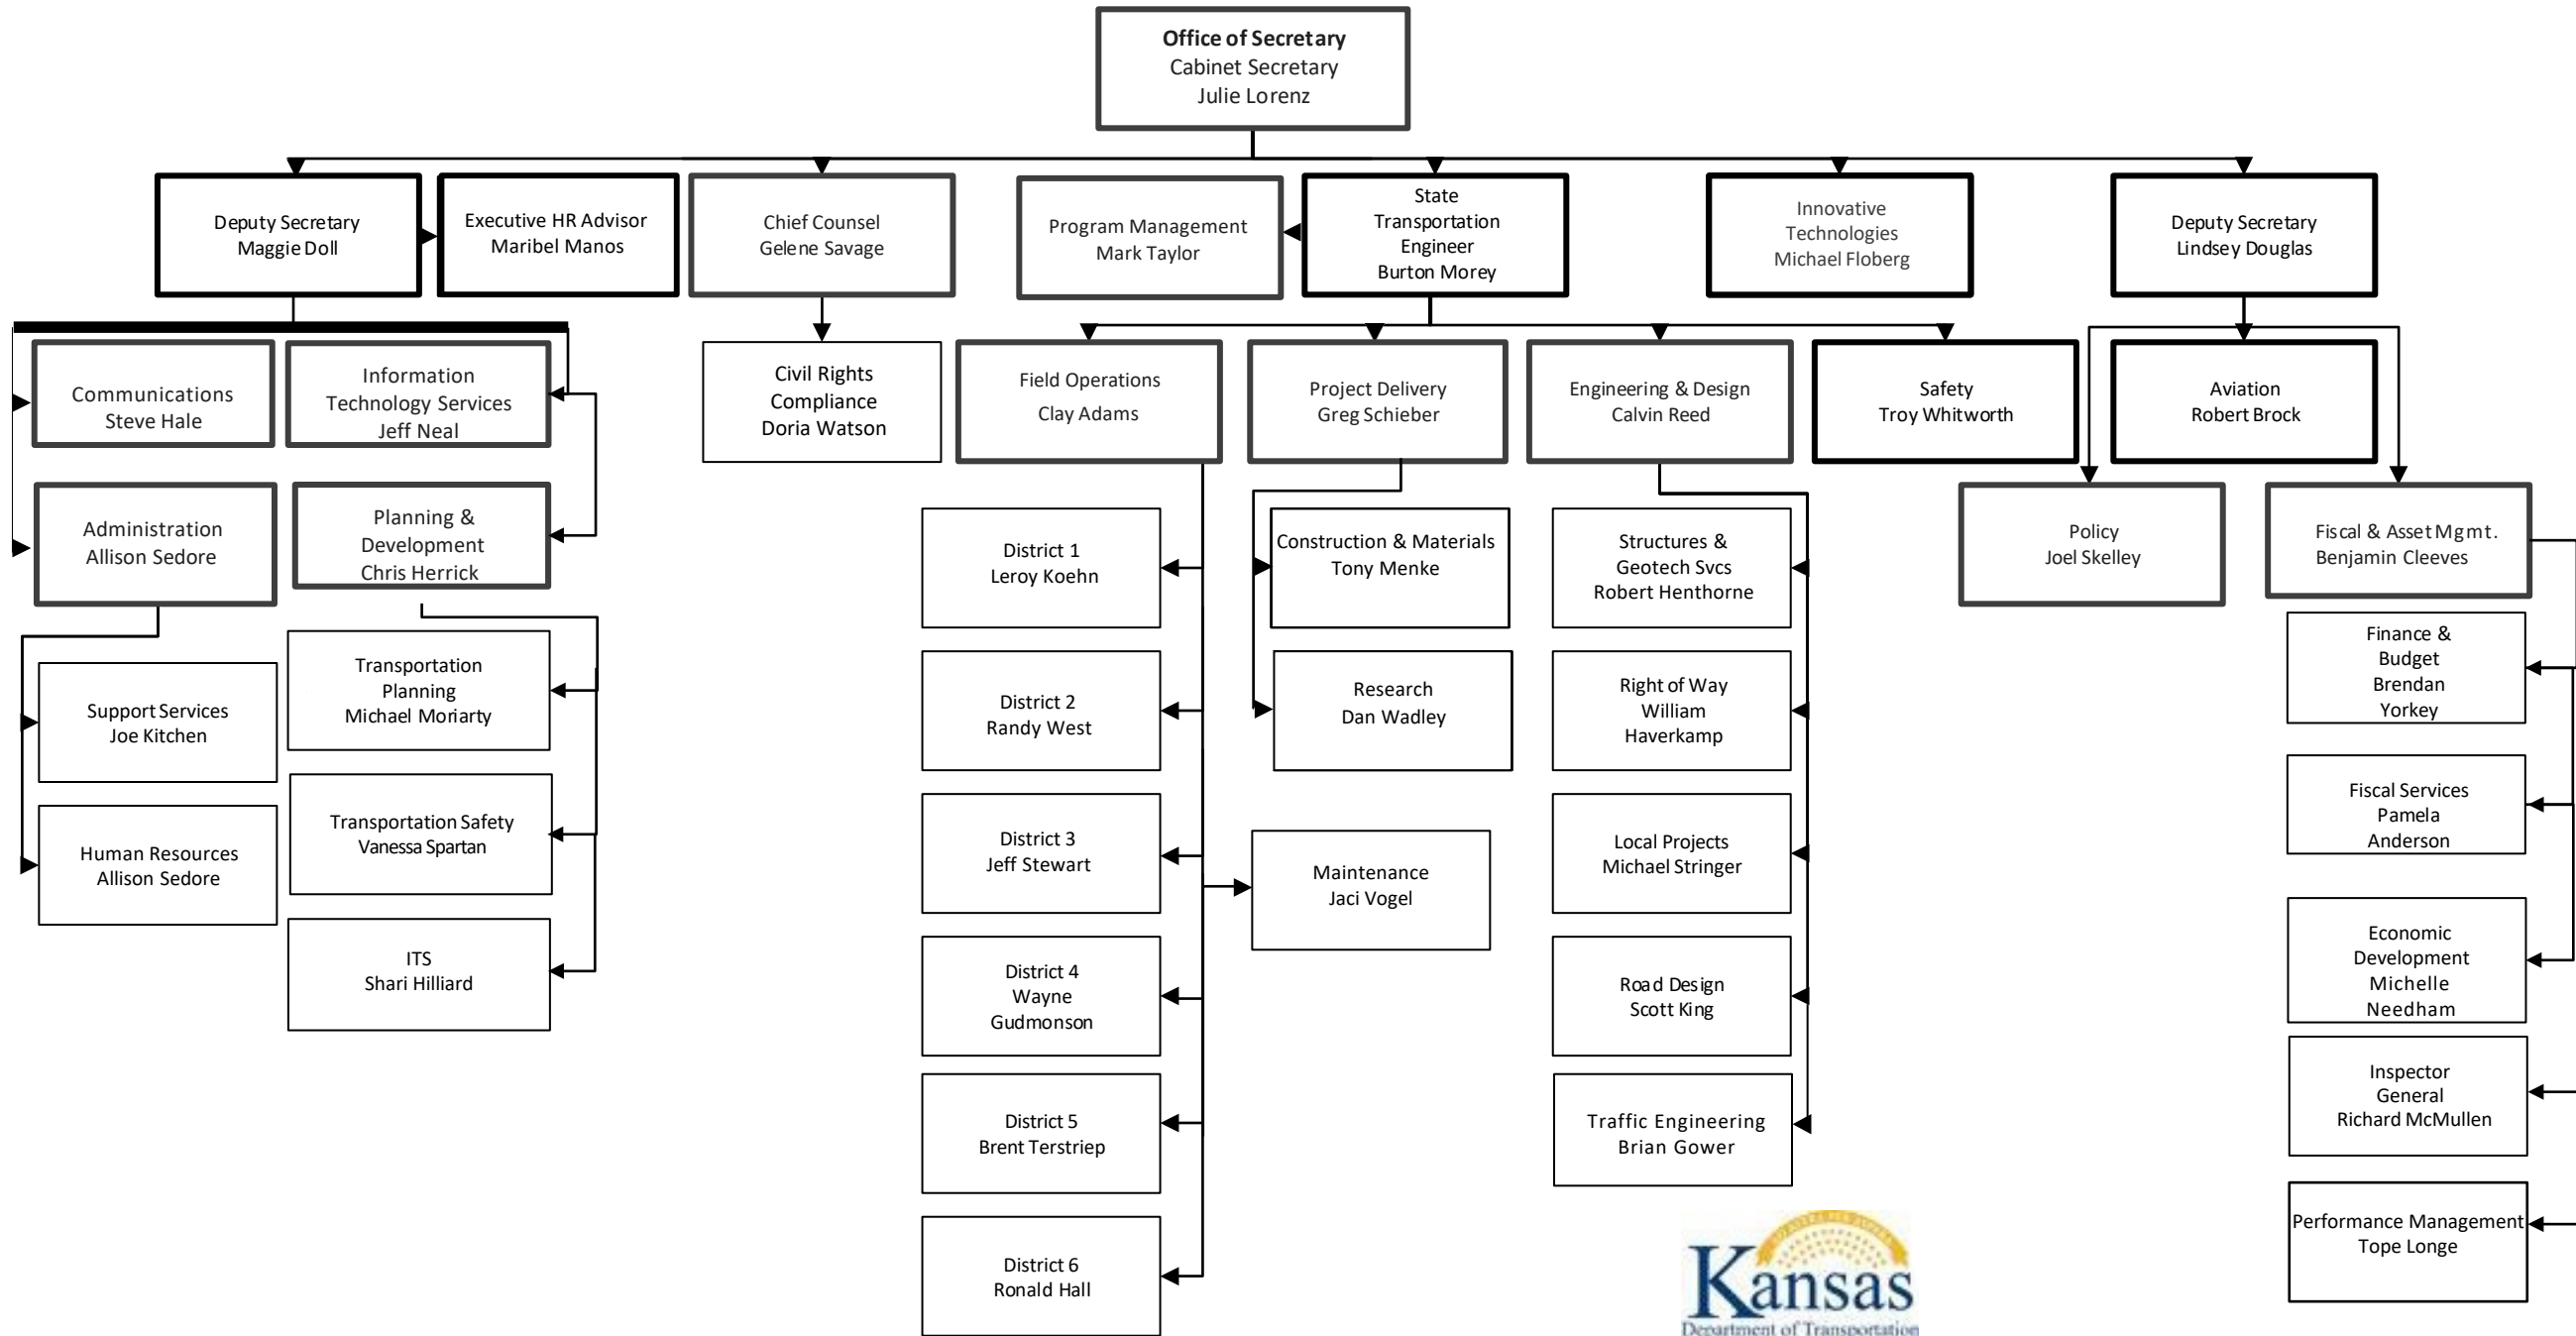 Office of Secretary
Cabinet Secretary
Julie Lorenz
Deputy Secretary
Maggie Doll
Executive HR Advisor
Maribel Manos
Chief Counsel
Gelene Savage
Program Management
Mark Taylor
State
Transportation
Engineer
Burton Morey
Innovative
Technologies
Michael Floberg
Deputy Secretary
Lindsey Douglas
Communications
Steve Hale
Information
Technology Services
Jeff Neal
Civil Rights
Compliance
Doria Watson
Field Operations
Clay Adams
Project Delivery
Greg Schieber
Engineering & Design
Calvin Reed
Safety
Troy Whitworth
Aviation
Robert Brock
Administration
Allison Sedore
Planning &
Development
Chris Herrick
Policy
Joel Skelley
Fiscal & Asset Mgmt.
Benjamin Cleeves
Support Services
Joe Kitchen
Human Resources
Allison Sedore
Transportation
Planning
Michael Moriarty
Transportation Safety
Vanessa Spartan
ITS
Shari Hilliard
District 1
Leroy Koehn
District 2
Randy West
District 3
Jeff Stewart
District 4
Wayne
Gudmonson
District 5
Brent Terstriep
District 6
Ronald Hall
Maintenance
Jaci Vogel
Construction & Materials
Tony Menke
Research
Dan Wadley
Structures &
Geotech Svcs
Robert Henthorne
Right of Way
William
Haverkamp
Local Projects
Michael Stringer
Road Design
Scott King
Traffic Engineering
Brian Gower
Finance &
Budget
Brendan
Yorkey
Fiscal Services
Pamela
Anderson
Economic
Development
Michelle
Needham
Inspector
General
Richard McMullen
Performance Management
Tope Longe
Kansas
Department of Transportation